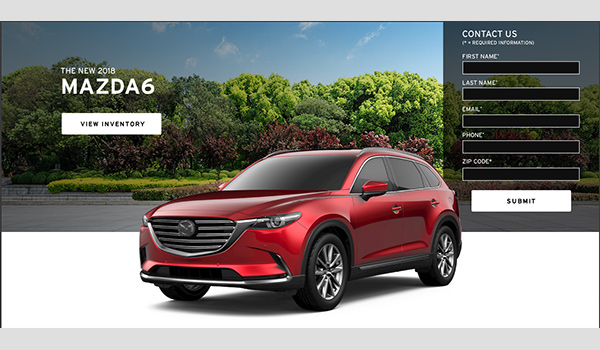 THE NEW 2018
MAZDA6
VIEW INVENTORY
CONTACT US
(* = REQUIRED INFORMATION)
FIRST NAME*
LAST NAME*
EMAIL*
PHONE*
ZIP CODE*
SUBMIT